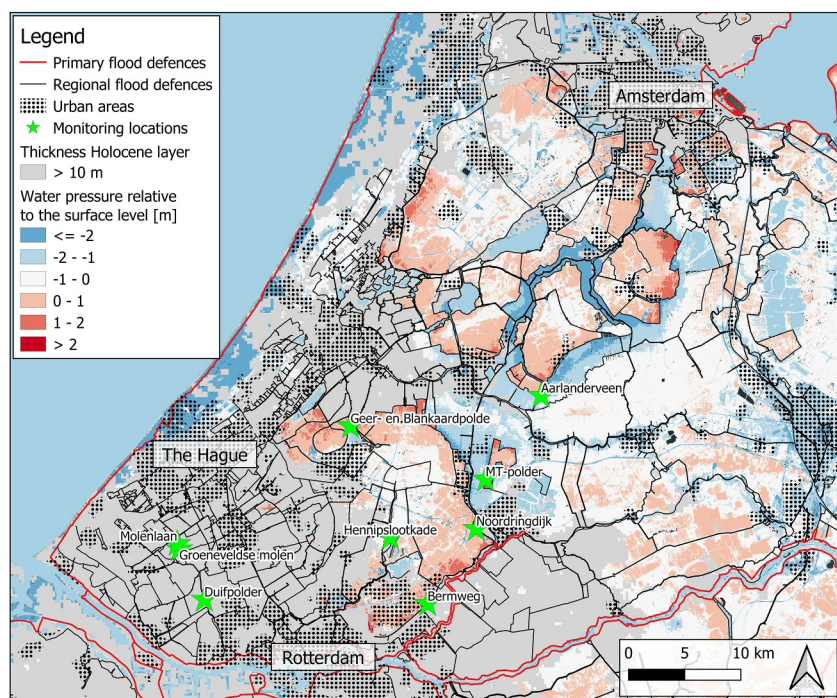 Legend
Primary flood defences
Regional flood defences
Urban areas
Monitoring locations
Thickness Holocene layer
> 10 m
Water pressure relative
to the surface level [m]
<= -2
-2 - -1
-1 - 0
0 - 1
1 - 2
> 2
Amsterdam
Aarlanderveen
Geer- en Blankaardpolde
The Hague
MT-polder
Noordringdijk
Hennipslootkade
Molenlaan
Groeneveldse molen
Duifpolder
Bermweg
Rotterdam
0 5 10 km